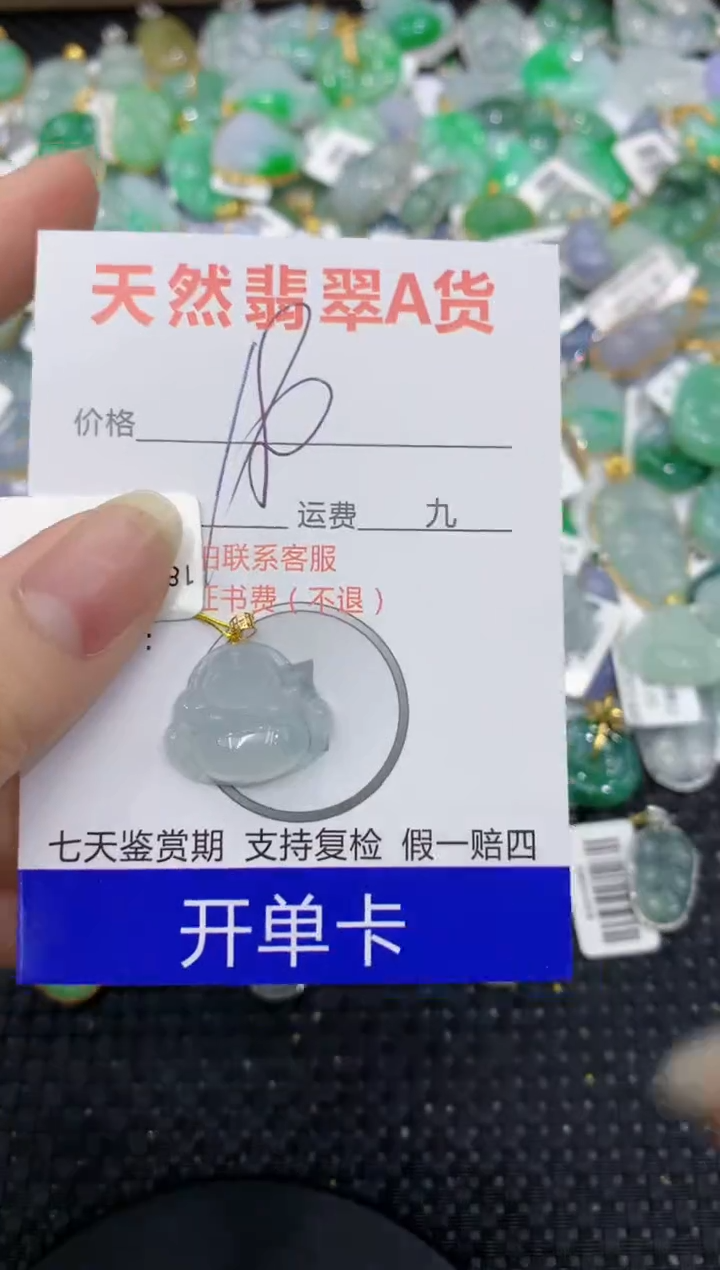 天然翡翠A货
价格
运费 九
联系客服
书费（不退）
:
七天鉴赏期 支持复检 假一赔四
开单卡